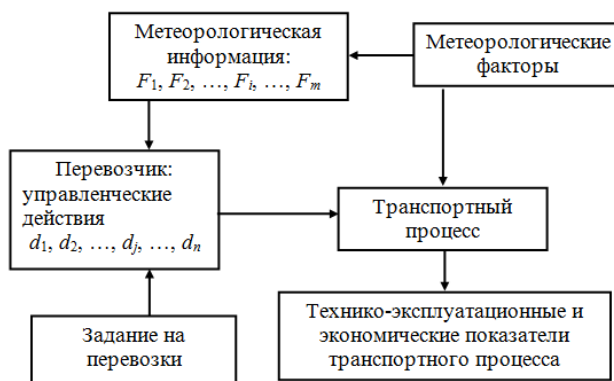 Метеорологическая
информация:
F1, F2, …, Fi, …, Fm
Метеорологические
факторы
Перевозчик:
управленческие
действия
d1, d2, …, dj, …, dn
Транспортный
процесс
Задание на
перевозки
Технико-эксплуатационные и
экономические показатели
транспортного процесса